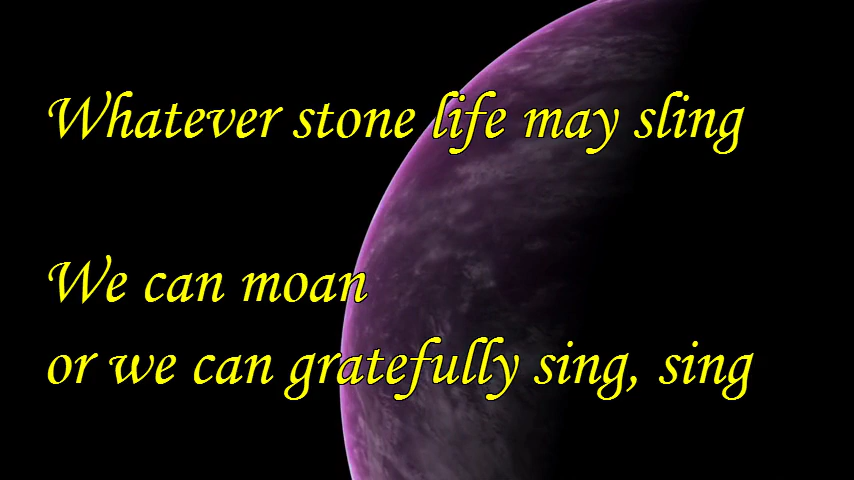 Whatever stone life may sling
We can moan
or we can gratefully sing, sing